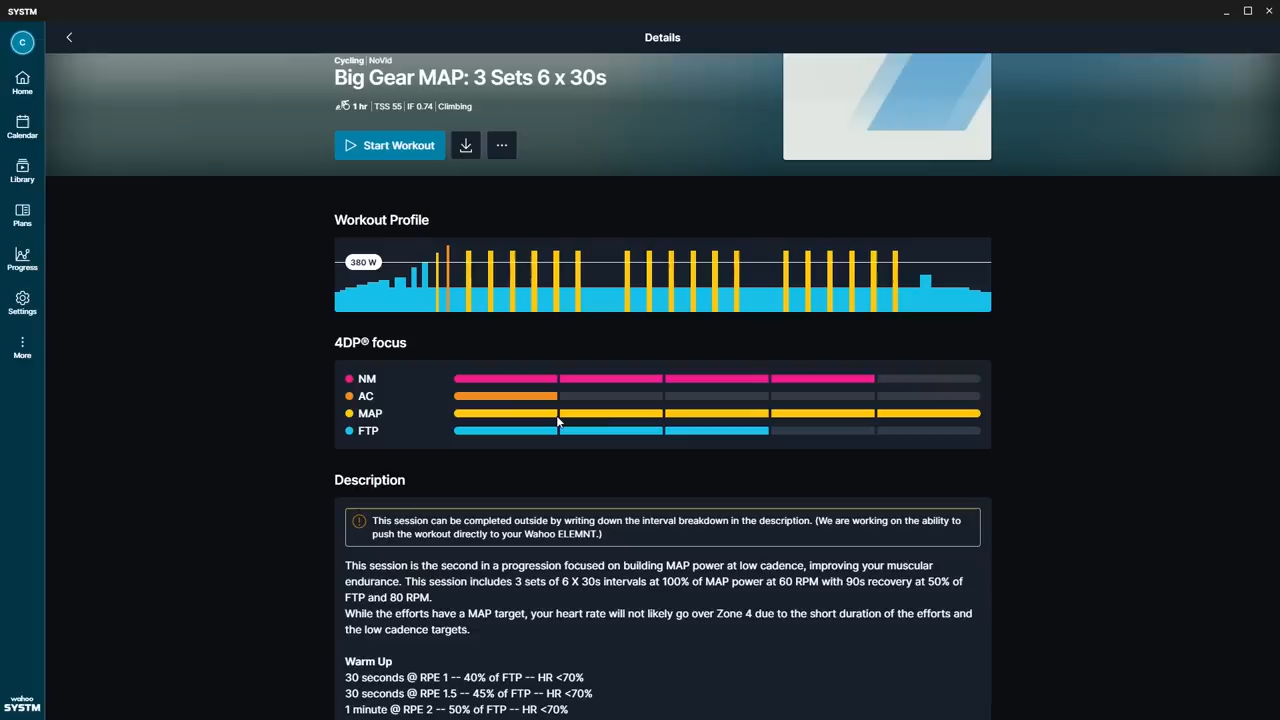 SYSTM
C
Details
Home
Calendar
Library
Plans
Progress
Settings
More
wahoo
SYSTM
Cycling | NoVid
Big Gear MAP: 3 Sets 6 x 30s
1 hr | TSS 55 | IF 0.74 | Climbing
Start Workout
Workout Profile
380 W
4DP® focus
NM
AC
MAP
FTP
Description
This session can be completed outside by writing down the interval breakdown in the description. (We are working on the ability to
push the workout directly to your Wahoo ELEMNT.)
This session is the second in a progression focused on building MAP power at low cadence, improving your muscular
endurance. This session includes 3 sets of 6 X 30s intervals at 100% of MAP power at 60 RPM with 90s recovery at 50% of
FTP and 80 RPM.
While the efforts have a MAP target, your heart rate will not likely go over Zone 4 due to the short duration of the efforts and
the low cadence targets.
Warm Up
30 seconds @ RPE 1 -- 40% of FTP -- HR <70%
30 seconds @ RPE 1.5 -- 45% of FTP -- HR <70%
1 minute @ RPE 2 -- 50% of FTP -- HR <70%